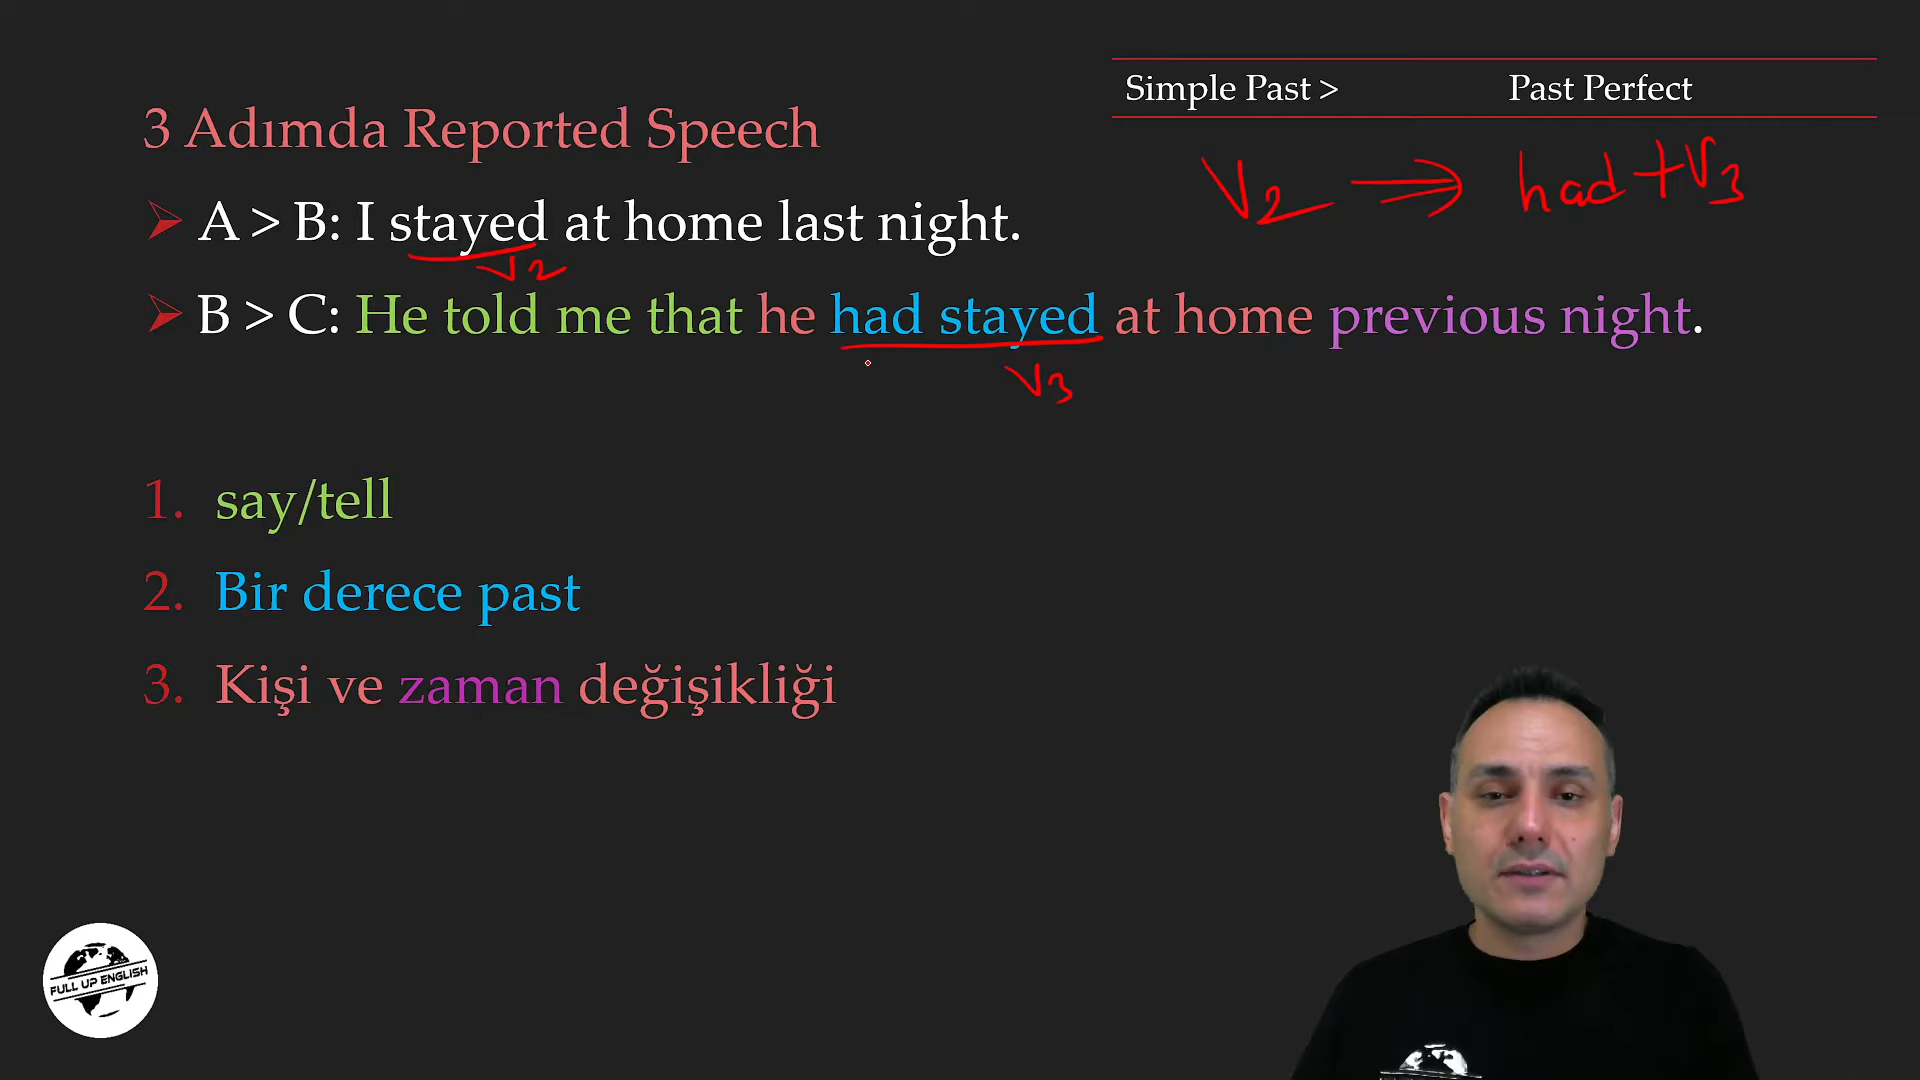 Simple Past > Past Perfect
3 Adımda Reported Speech
V2 ⇒ had+V3
A > B: I stayed at home last night.
V2
B > C: He told me that he had stayed at home previous night.
V3
1. say/tell
2. Bir derece past
3. Kişi ve zaman değişikliği
FULL UP ENGLISH